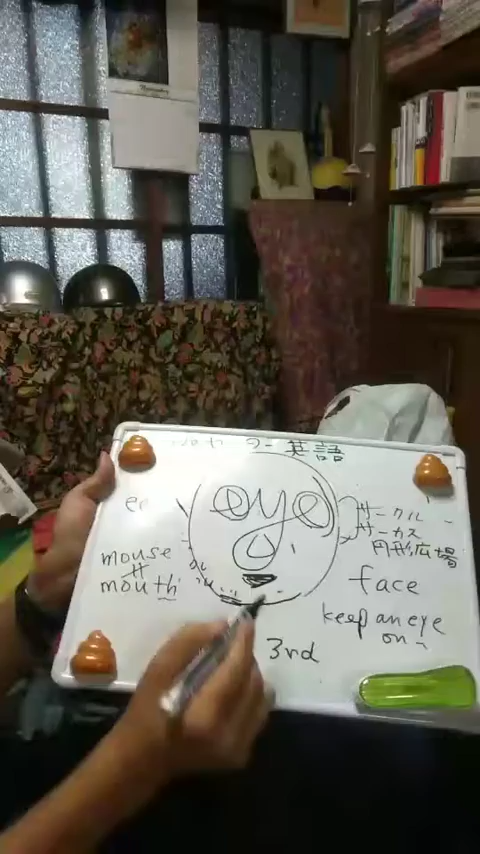 英語
eye
サークル
サーカス
円形広場
mouse
mouth
face
keep an eye
on~
3rd